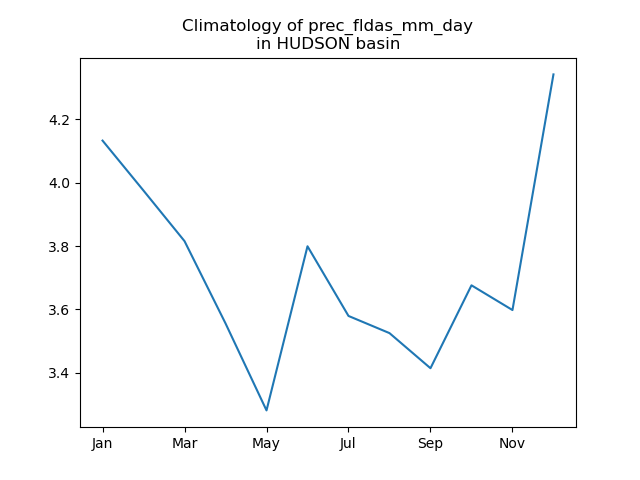 Climatology of prec_fldas_mm_day
in HUDSON basin
4.2
4.0
3.8
3.6
3.4
Jan
Mar
May
Jul
Sep
Nov